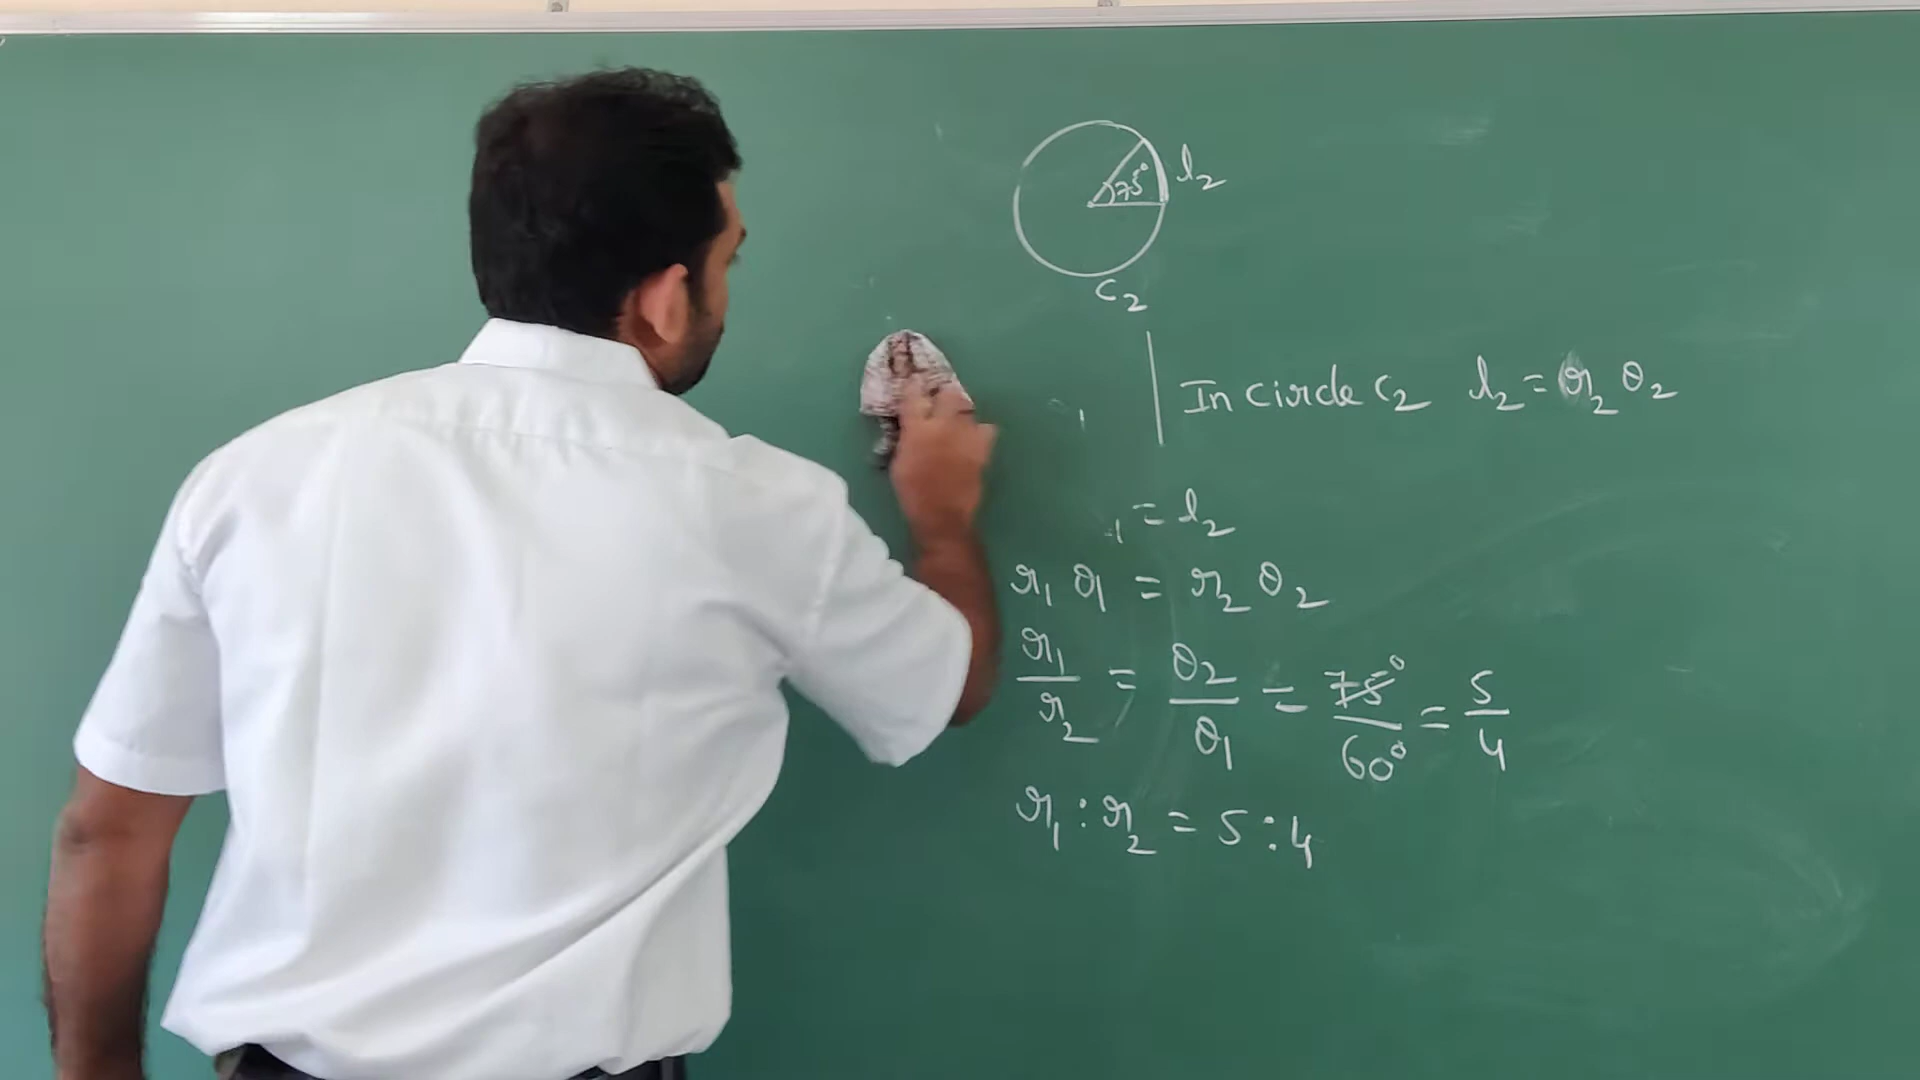 75° l₂
C₂
In circle C₂ l₂ = r₂ θ₂
1 = l₂
r₁ θ₁ = r₂ θ₂
r₁/r₂ = θ₂/θ₁ = 75°/60° = 5/4
r₁ : r₂ = 5 : 4